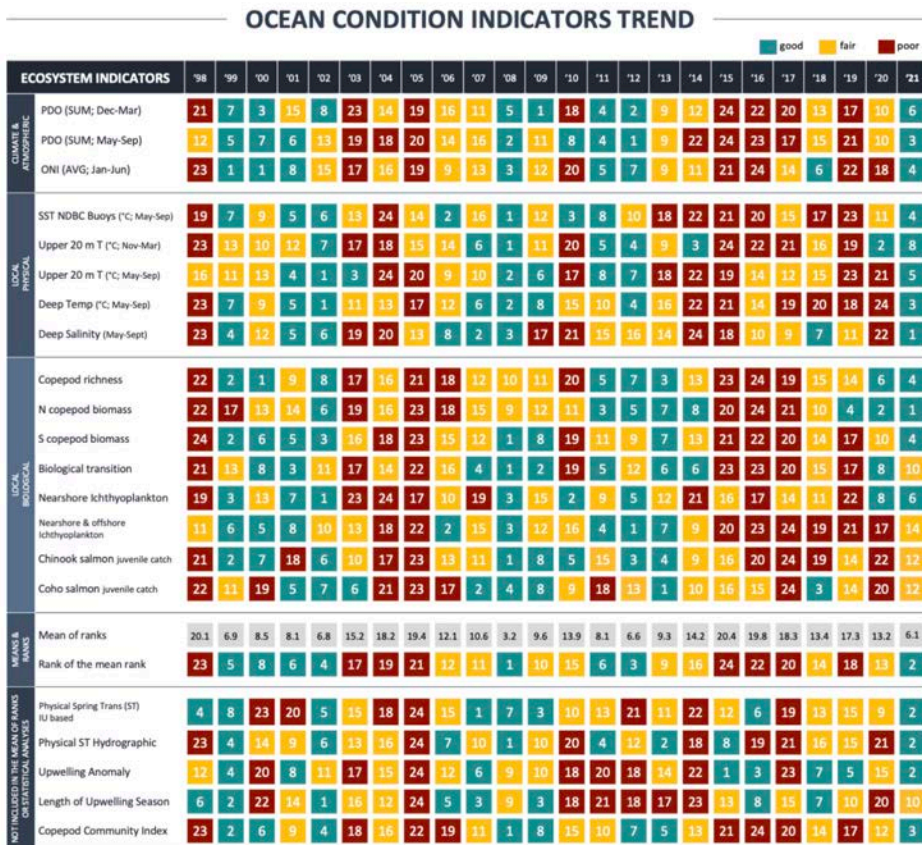 OCEAN CONDITION INDICATORS TREND
good fair poor
ECOSYSTEM INDICATORS '98 '99 '00 '01 '02 '03 '04 '05 '06 '07 '08 '09 '10 '11 '12 '13 '14 '15 '16 '17 '18 '19 '20 '21
CLIMATE & ATMOSPHERIC
PDO (SUM; Dec-Mar) 21 7 3 15 8 23 14 19 16 11 5 1 18 4 2 9 12 24 22 20 13 17 10 6
PDO (SUM; May-Sep) 12 5 7 6 13 19 18 20 14 16 2 11 8 4 1 9 22 24 23 17 15 21 10 3
ONI (AVG; Jan-Jun) 23 1 1 8 15 17 16 19 9 13 3 12 20 5 7 9 11 21 24 14 6 22 18 4
LOCAL PHYSICAL
SST NDBC Buoys (°C; May-Sep) 19 7 9 5 6 13 24 14 2 16 1 12 3 8 10 18 22 21 20 15 17 23 11 4
Upper 20 m T (°C; Nov-Mar) 23 13 10 12 7 17 18 15 14 6 1 11 20 5 4 9 3 24 22 21 16 19 2 8
Upper 20 m T (°C; May-Sep) 16 11 13 4 1 3 24 20 9 10 2 6 17 8 7 18 22 19 14 12 15 23 21 5
Deep Temp (°C; May-Sep) 23 7 9 5 1 11 13 17 12 6 2 8 15 10 4 16 22 21 14 19 20 18 24 3
Deep Salinity (May-Sept) 23 4 12 5 6 19 20 13 8 2 3 17 21 15 16 14 24 18 10 9 7 11 22 1
LOCAL BIOLOGICAL
Copepod richness 22 2 1 9 8 17 16 21 18 12 10 11 20 5 7 3 13 23 24 19 15 14 6 4
N copepod biomass 22 17 13 14 6 19 16 23 18 15 9 12 11 3 5 7 8 20 24 21 10 4 2 1
S copepod biomass 24 2 6 5 3 16 18 23 15 12 1 8 19 11 9 7 13 21 22 20 14 17 10 4
Biological transition 21 13 8 3 11 17 14 22 16 4 1 2 19 5 12 6 6 23 23 20 15 17 8 10
Nearshore Ichthyoplankton 19 3 13 7 1 23 24 17 10 19 3 15 2 9 5 12 21 16 17 14 11 22 8 6
Nearshore & offshore
Ichthyoplankton 11 6 5 8 10 13 18 22 2 15 3 12 16 4 1 7 9 20 23 24 19 21 17 14
Chinook salmon juvenile catch 21 2 7 18 6 10 17 23 13 11 1 8 5 15 3 4 9 16 20 24 19 14 22 12
Coho salmon juvenile catch 22 11 19 5 7 6 21 23 17 2 4 8 9 18 13 1 10 16 15 24 3 14 20 12
MEANS & RANKS
Mean of ranks 20.1 6.9 8.5 8.1 6.8 15.2 18.2 19.4 12.1 10.6 3.2 9.6 13.9 8.1 6.6 9.3 14.2 20.4 19.8 18.3 13.4 17.3 13.2 6.1
Rank of the mean rank 23 5 8 6 4 17 19 21 12 11 1 10 15 6 3 9 16 24 22 20 14 18 13 2
NOT INCLUDED IN THE MEAN OF RANKS OR STATISTICAL ANALYSES
Physical Spring Trans (ST)
IU based 4 8 23 20 5 15 18 24 15 1 7 3 10 13 21 11 22 12 6 19 13 15 9 2
Physical ST Hydrographic 23 4 14 9 6 13 16 24 7 10 1 10 20 4 12 2 18 8 19 21 16 15 21 2
Upwelling Anomaly 12 4 20 8 11 17 15 24 12 6 9 10 18 20 18 14 22 1 3 23 7 5 15 2
Length of Upwelling Season 6 2 22 14 1 16 12 24 5 3 9 3 18 21 18 17 23 13 8 15 7 10 20 10
Copepod Community Index 23 2 6 9 4 18 16 22 19 11 1 8 15 10 7 5 13 21 24 20 14 17 12 3